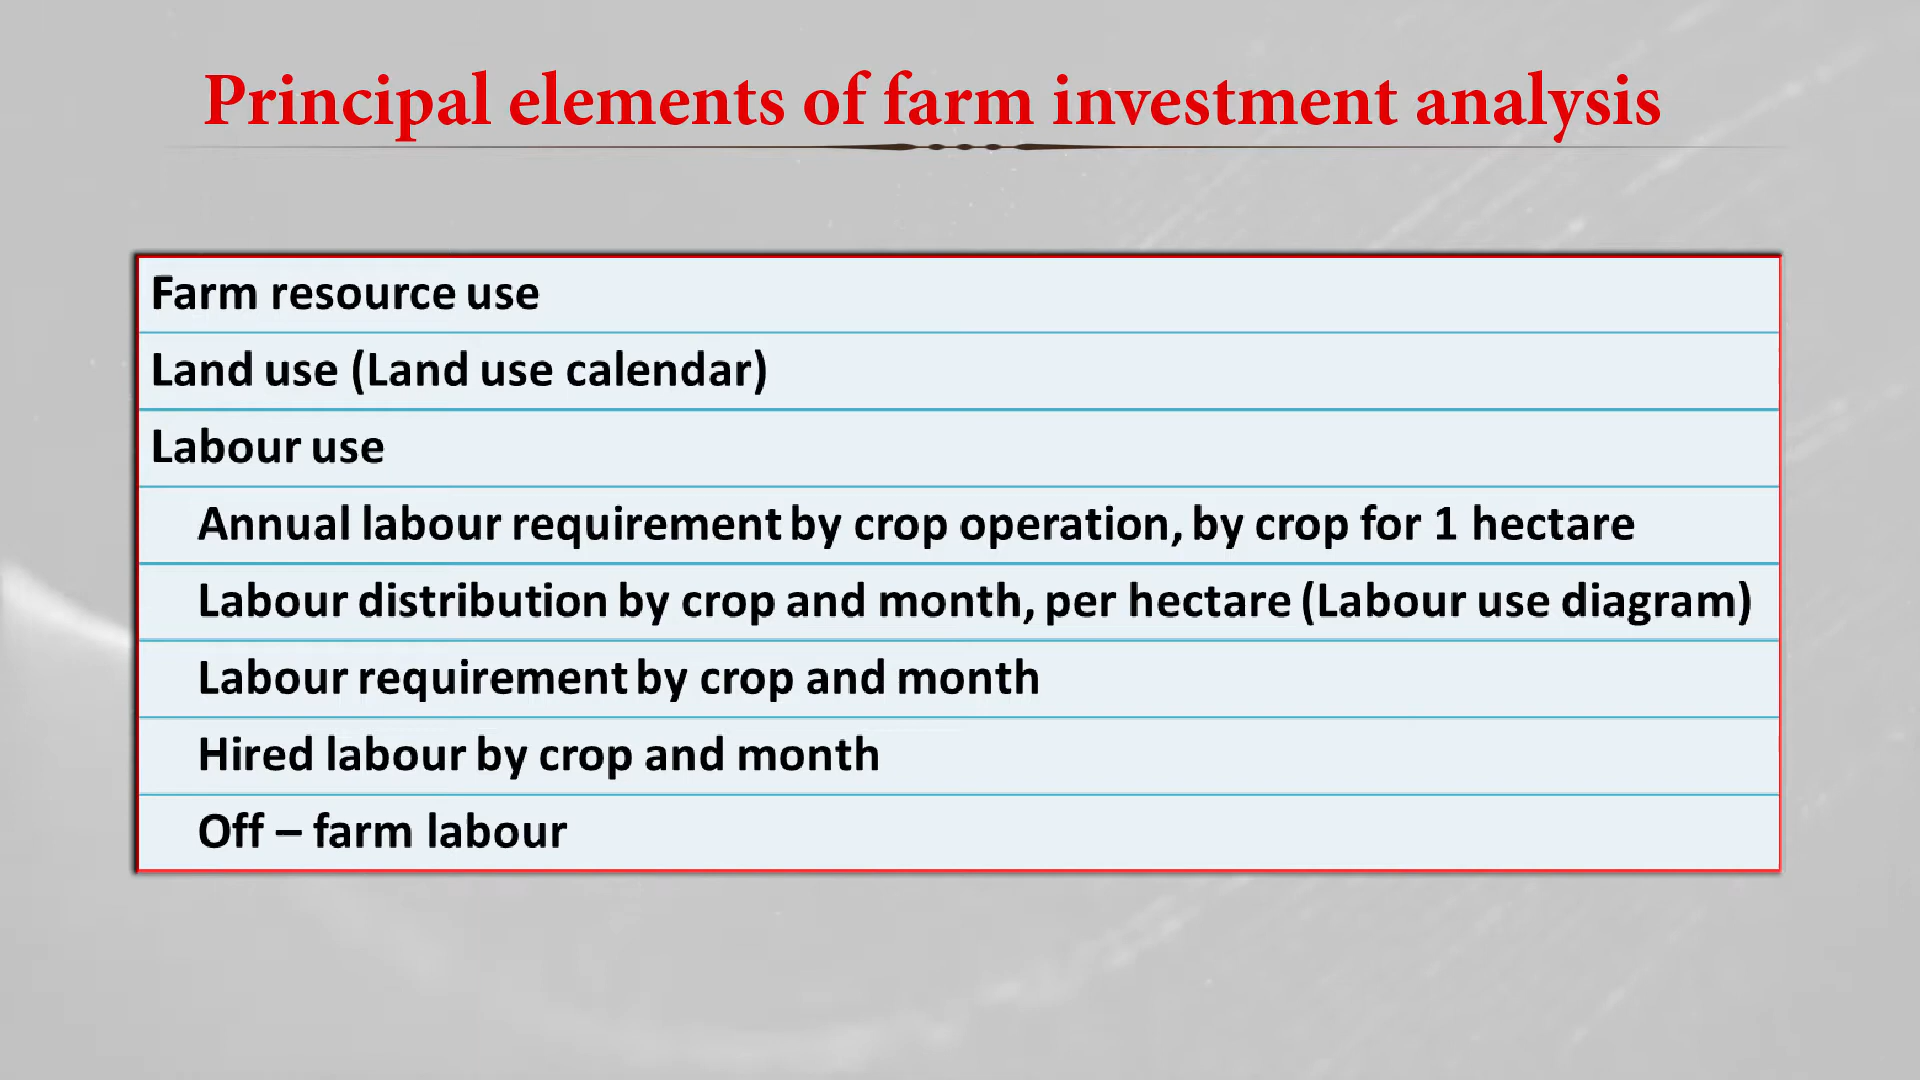 Principal elements of farm investment analysis
Farm resource use
Land use (Land use calendar)
Labour use
Annual labour requirement by crop operation, by crop for 1 hectare
Labour distribution by crop and month, per hectare (Labour use diagram)
Labour requirement by crop and month
Hired labour by crop and month
Off – farm labour